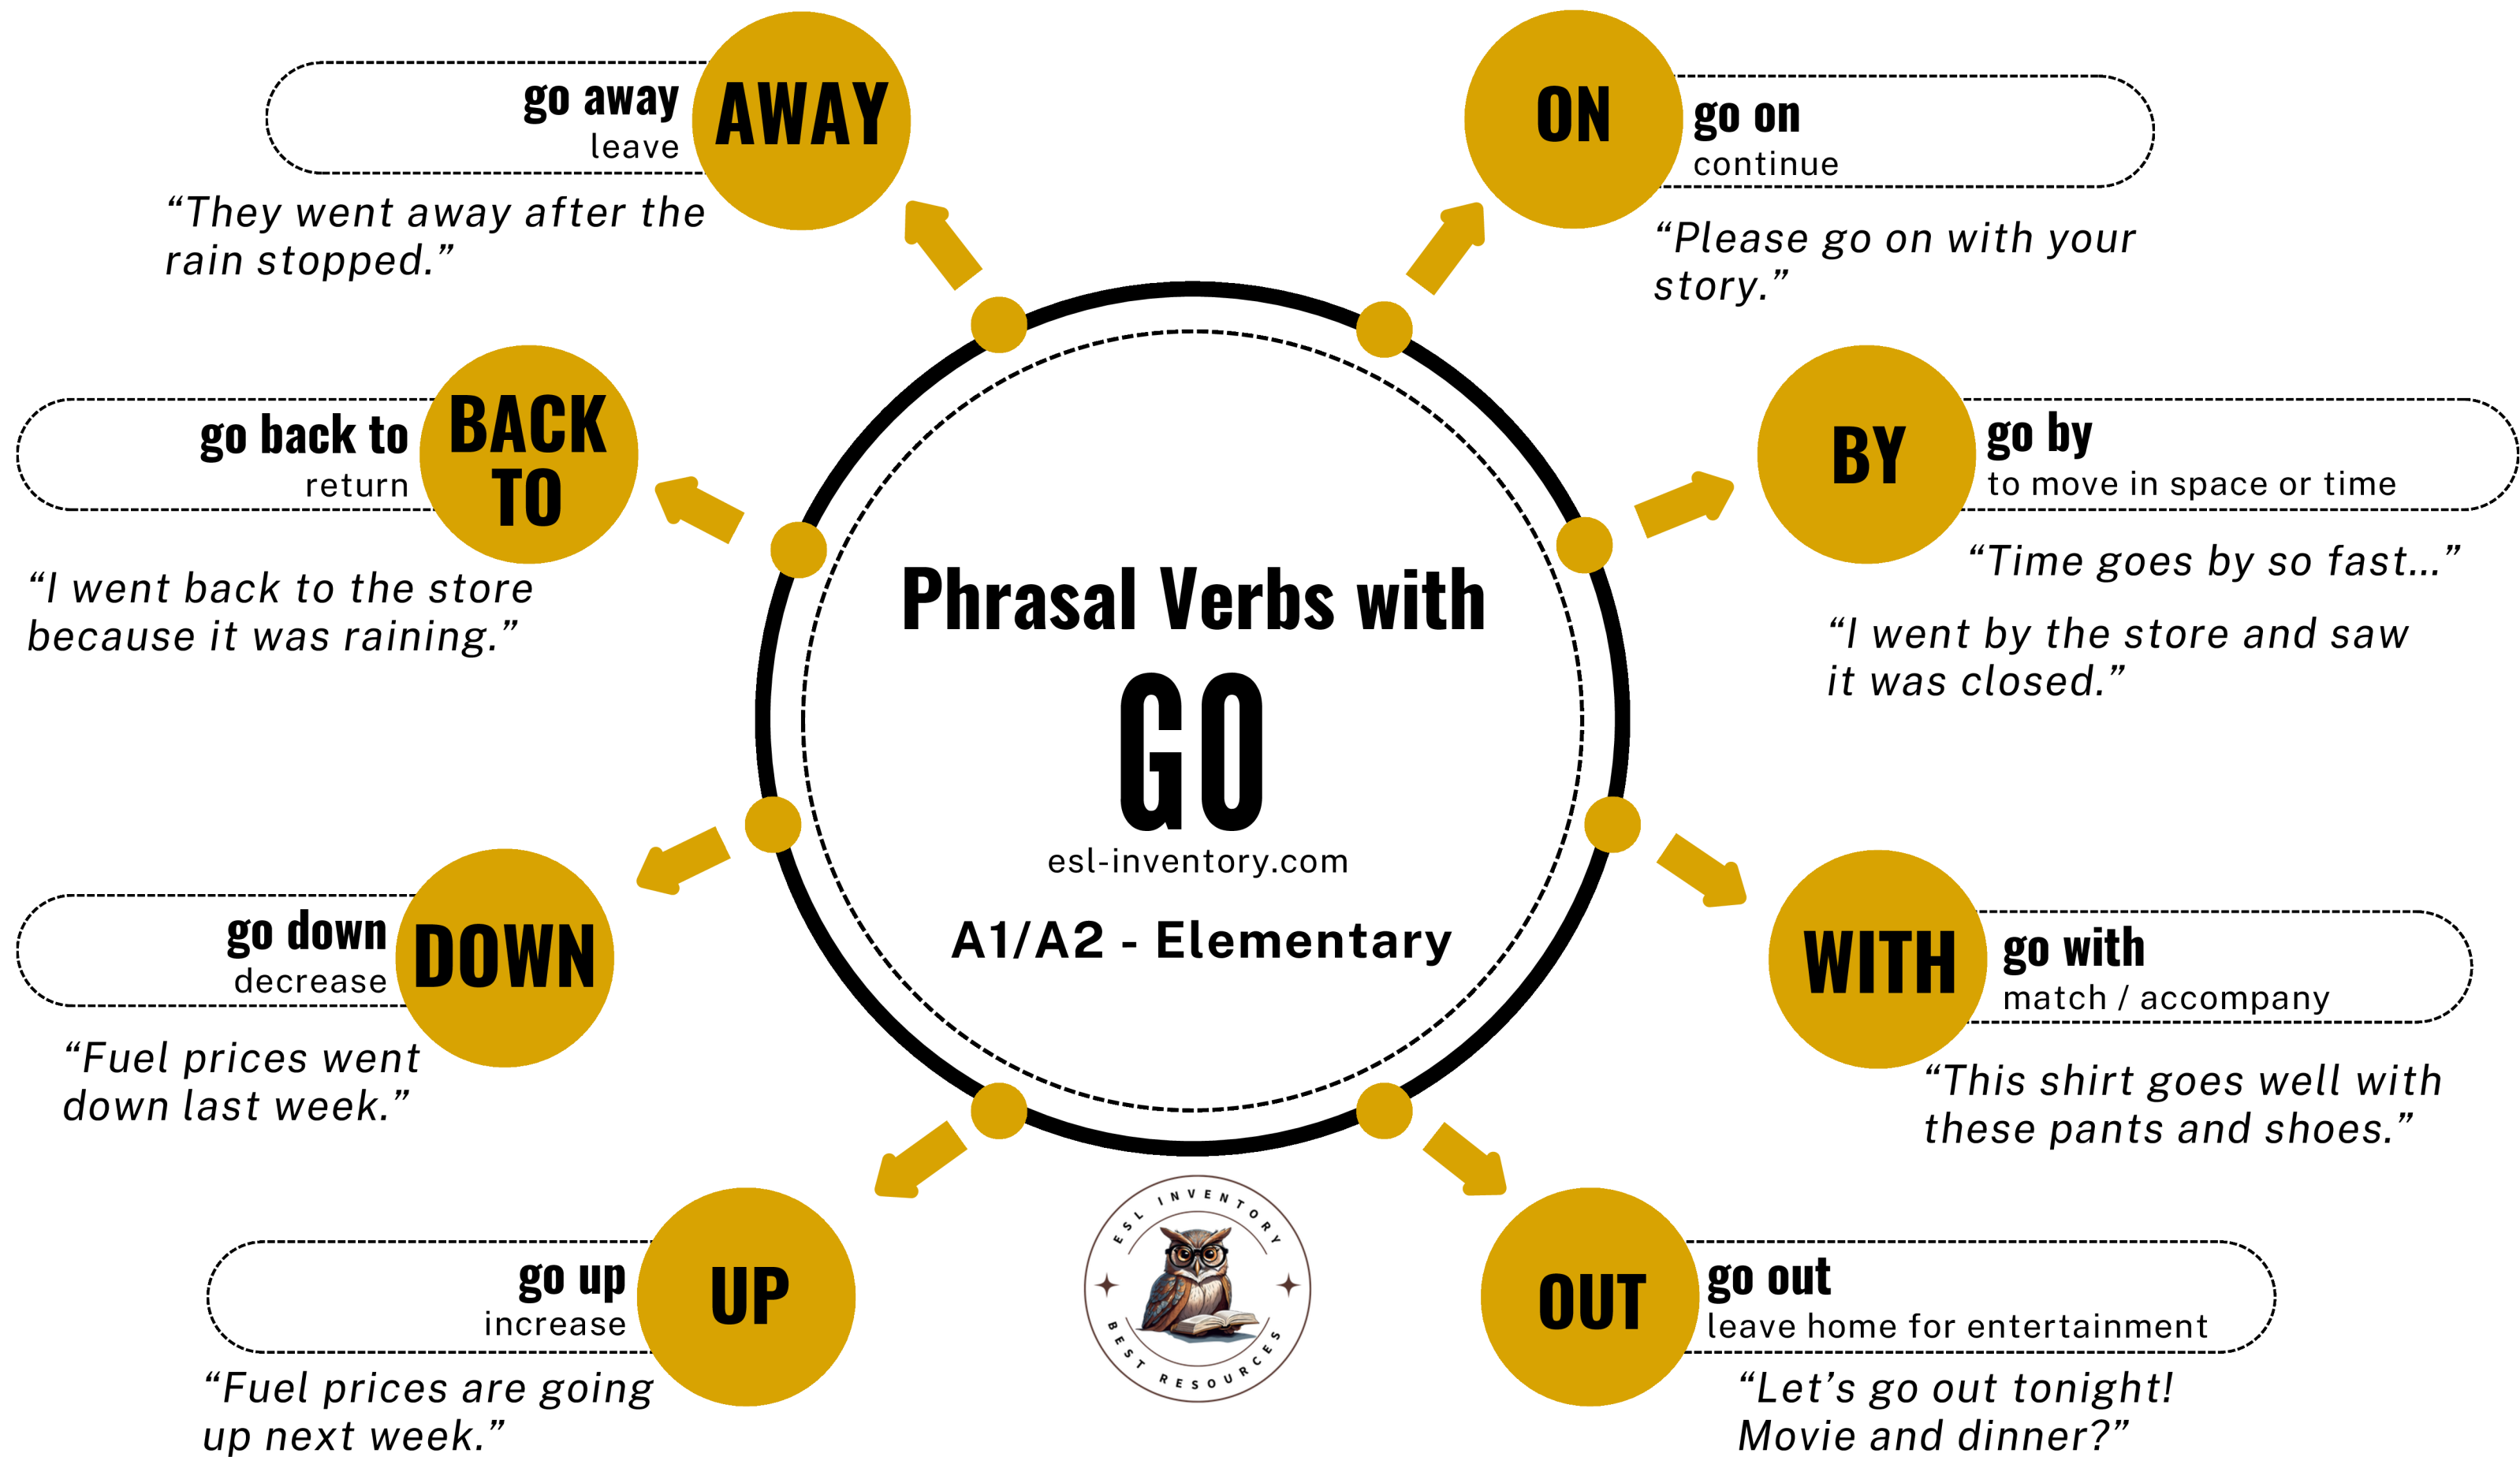 AWAY
go away
leave
“They went away after the
rain stopped.”
ON
go on
continue
“Please go on with your
story.”
BACK
TO
go back to
return
“I went back to the store
because it was raining.”
BY
go by
to move in space or time
“Time goes by so fast...”
“I went by the store and saw
it was closed.”
Phrasal Verbs with
GO
esl-inventory.com
A1/A2 - Elementary
DOWN
go down
decrease
“Fuel prices went
down last week.”
WITH
go with
match / accompany
“This shirt goes well with
these pants and shoes.”
UP
go up
increase
“Fuel prices are going
up next week.”
ESL INVENTORY
BEST RESOURCES
OUT
go out
leave home for entertainment
“Let’s go out tonight!
Movie and dinner?”